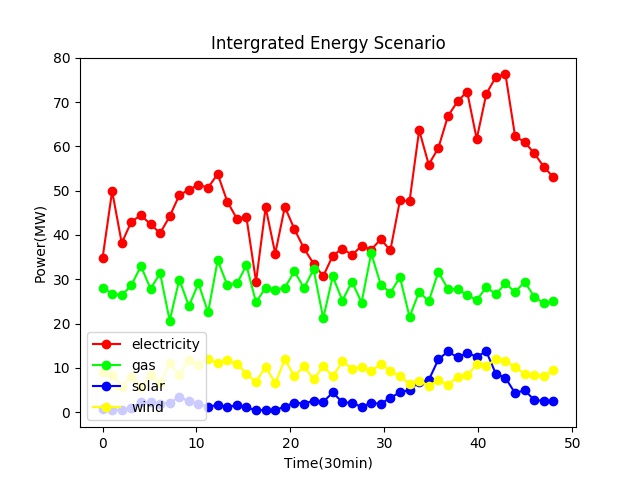 Intergrated Energy Scenario
Power(MW)
80
70
60
50
40
30
20
10
0
electricity
gas
solar
wind
0 10 20 30 40 50
Time(30min)